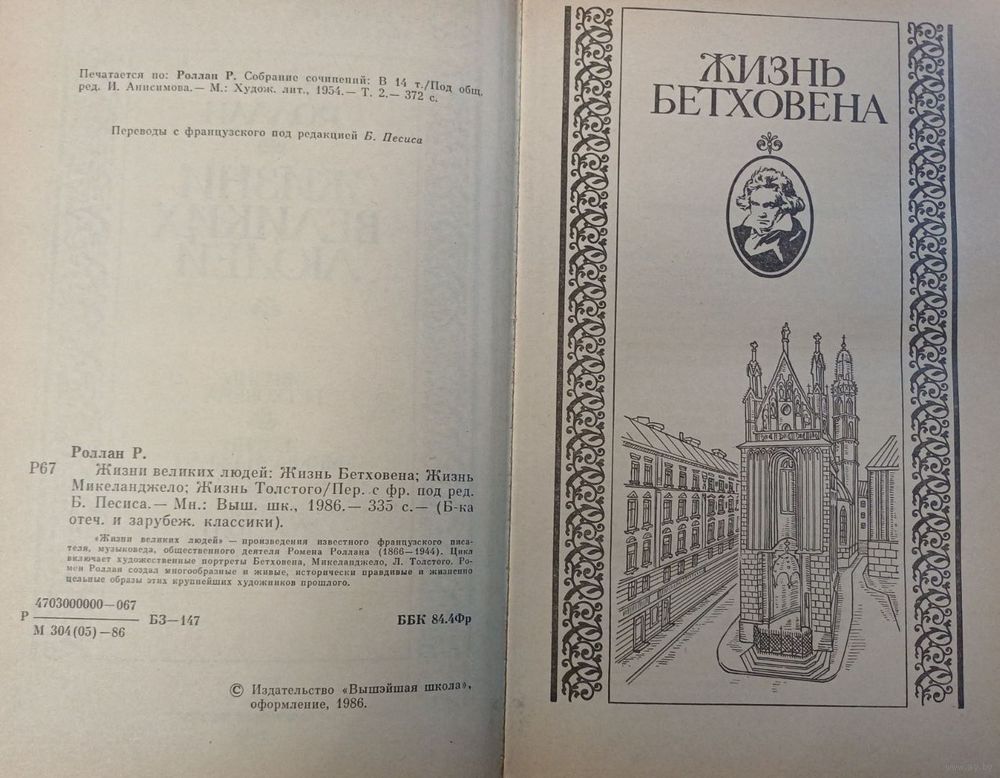 Печатается по: Роллан Р. Собрание сочинений: В 14 т./Под общ.
ред. И. Анисимова.— М.: Худож. лит., 1954.— Т. 2.— 372 с.
Переводы с французского под редакцией Б. Песиса
Роллан Р.
Р67 Жизни великих людей: Жизнь Бетховена; Жизнь
Микеланджело; Жизнь Толстого/Пер. с фр. под ред.
Б. Песиса.— Мн.: Выш. шк., 1986.— 335 с.— (Б-ка
отеч. и зарубеж. классики).
«Жизни великих людей» — произведения известного французского писа-
теля, музыковеда, общественного деятеля Ромена Роллана (1866—1944). Цикл
включает художественные портреты Бетховена, Микеланджело, Л. Толстого. Ро-
мен Роллан создал многообразные и живые, исторически правдивые и жизненно
цельные образы этих крупнейших художников прошлого.
4703000000—067
Р БЗ—147 ББК 84.4Фр
М 304(05)—86
© Издательство «Вышэйшая школа»,
оформление, 1986.
ЖИЗНЬ
БЕТХОВЕНА